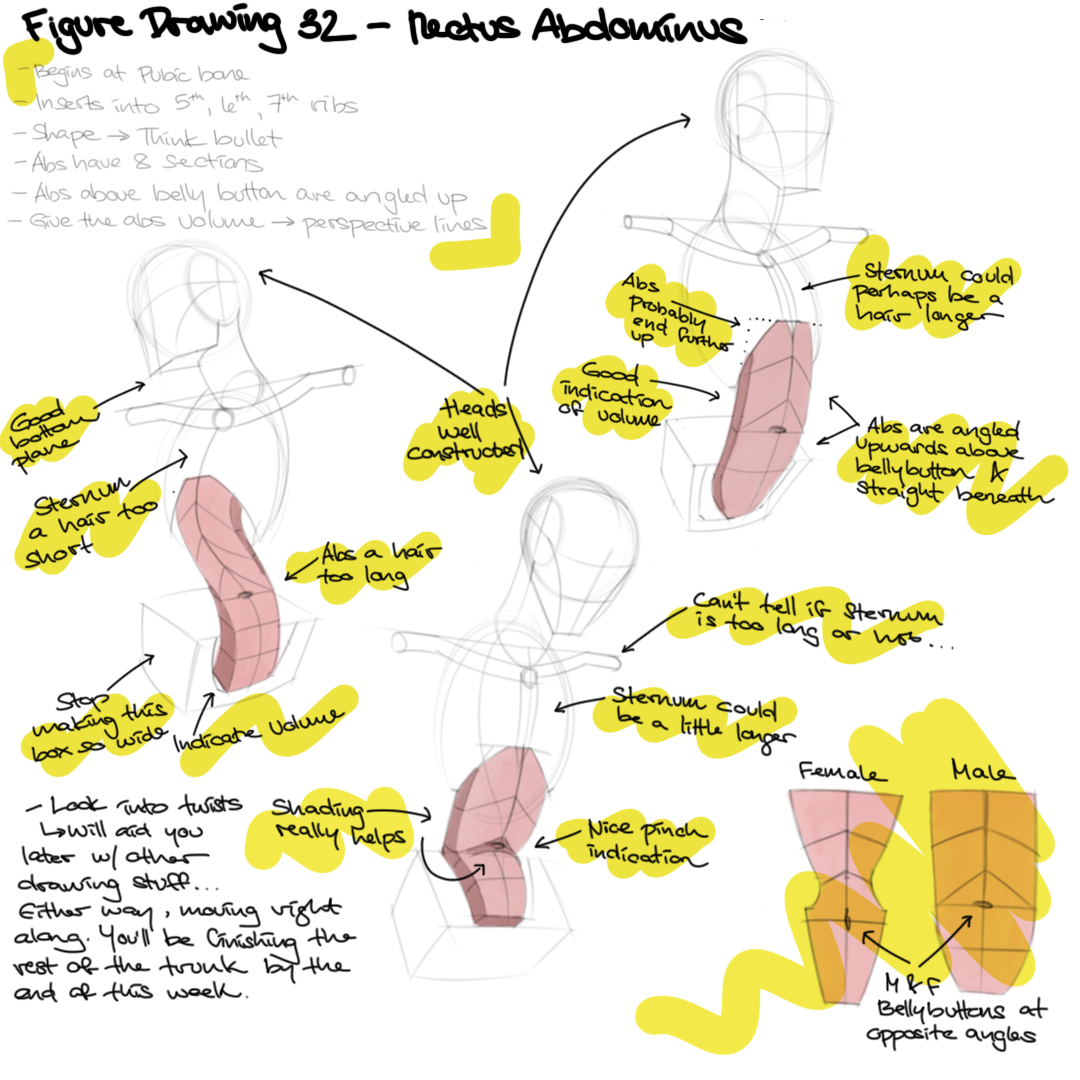 Figure Drawing 32 - Rectus Abdominus
- Begins at Pubic bone
- Inserts into 5th, 6th, 7th ribs
- Shape → Think bullet
- Abs have 8 sections
- Abs above belly button are angled up
- Give the abs volume → perspective lines
Sternum could
perhaps be a
hair longer
Abs
Probably
end further
up
Good
indication
of volume
Abs are angled
upwards above
bellybutton &
straight beneath
Heads
well
constructed
Good
bottom
plane
Sternum
a hair too
short
Abs a hair
too long
Can't tell if Sternum
is too long or not...
Stop
making this
box so wide
Indicate Volume
Sternum could
be a little longer
Shading
really helps
Nice pinch
indication
Female
Male
M & F
Bellybuttons at
opposite angles
- Look into twists
↳ Will aid you
later w/ other
drawing stuff...
Either way, moving right
along. You'll be finishing the
rest of the trunk by the
end of this week.